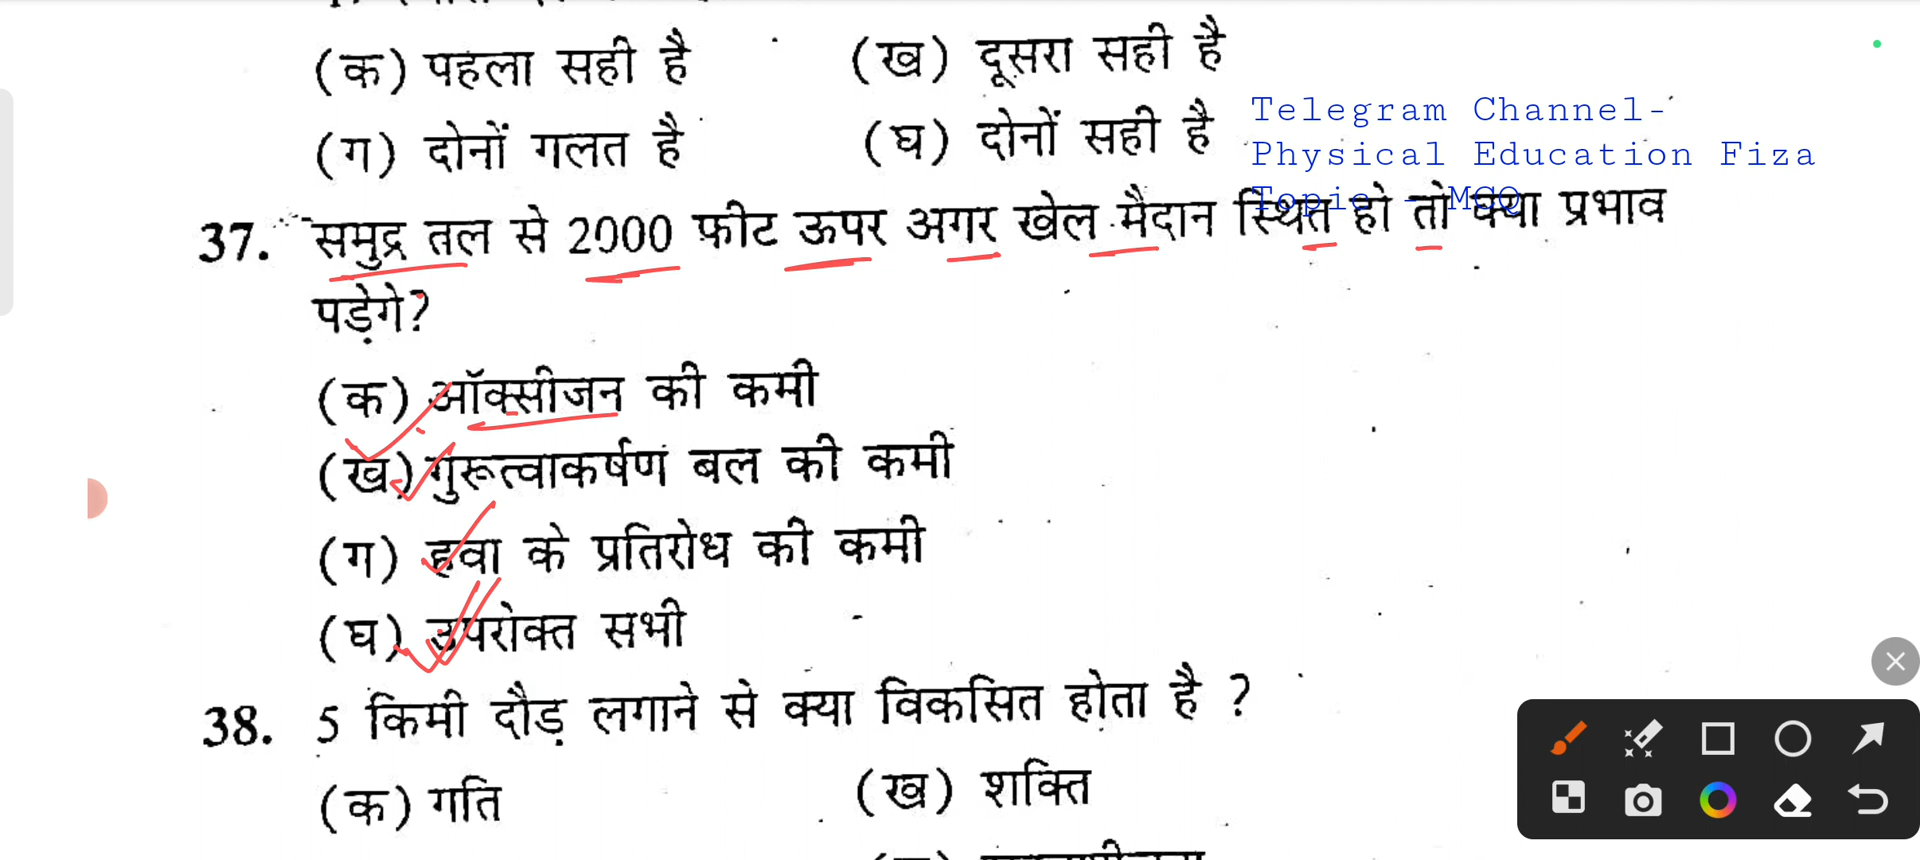 (क) पहला सही है (ख) दूसरा सही है
(ग) दोनों गलत है (घ) दोनों सही है
Telegram Channel-
Physical Education Fiza
Topic - MCQ
37. समुद्र तल से 2000 फीट ऊपर अगर खेल मैदान स्थित हो तो क्या प्रभाव
पड़ेगे?
(क) ऑक्सीजन की कमी
(ख) गुरूत्वाकर्षण बल की कमी
(ग) हवा के प्रतिरोध की कमी
(घ) उपरोक्त सभी
38. 5 किमी दौड़ लगाने से क्या विकसित होता है ?
(क) गति (ख) शक्ति